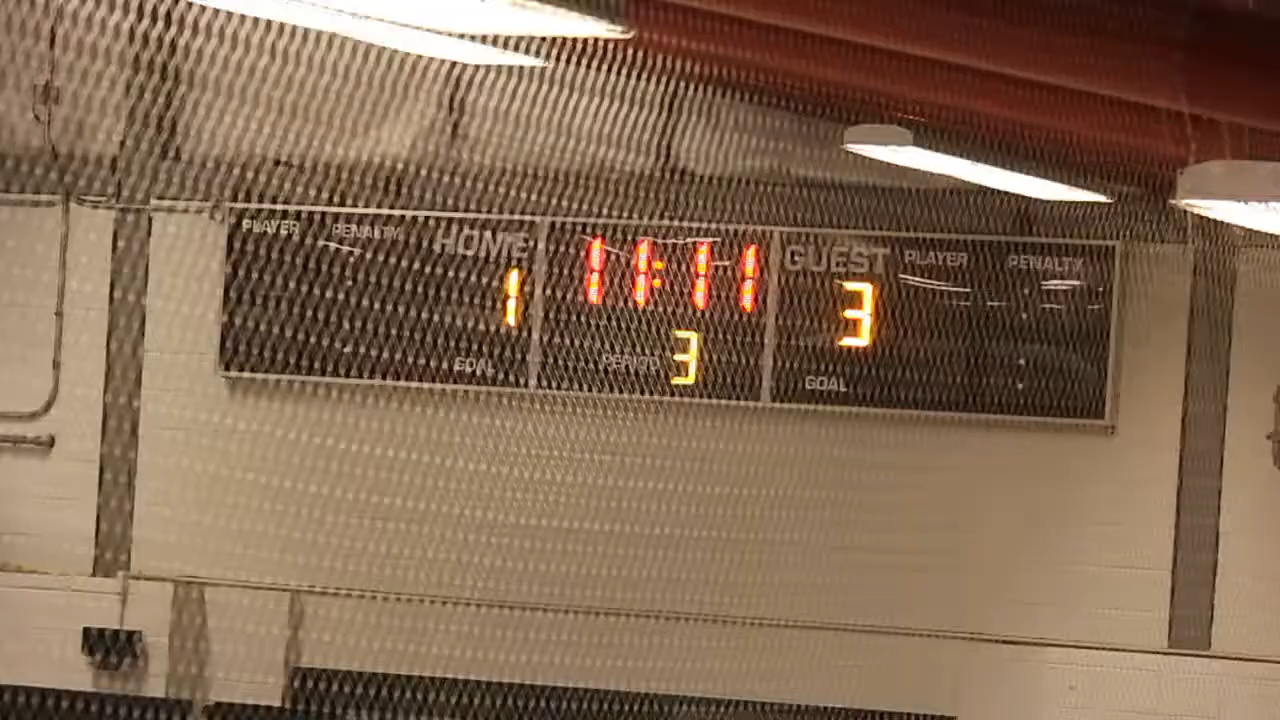 PLAYER PENALTY HOME 11:11 GUEST PLAYER PENALTY
1 3
PERIOD 3
GOAL GOAL